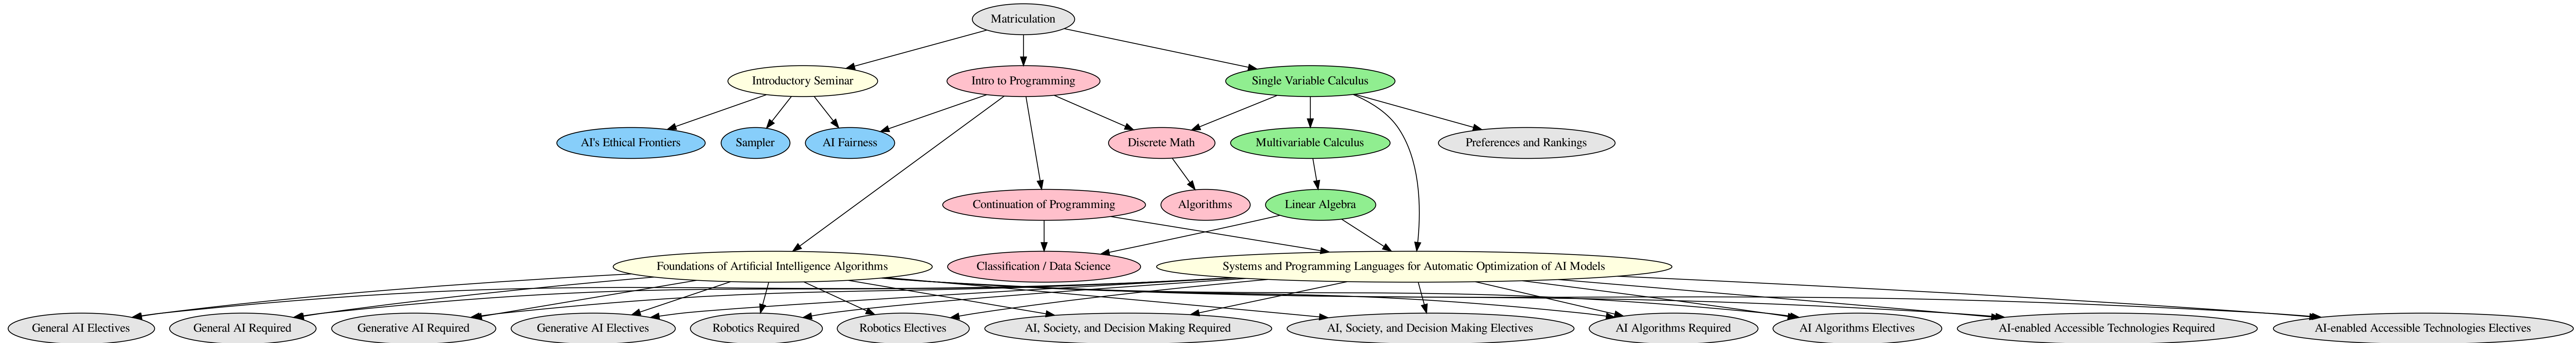 Matriculation
Introductory Seminar
Intro to Programming
Single Variable Calculus
AI's Ethical Frontiers
Sampler
AI Fairness
Discrete Math
Multivariable Calculus
Preferences and Rankings
Continuation of Programming
Algorithms
Linear Algebra
Foundations of Artificial Intelligence Algorithms
Classification / Data Science
Systems and Programming Languages for Automatic Optimization of AI Models
General AI Electives
General AI Required
Generative AI Required
Generative AI Electives
Robotics Required
Robotics Electives
AI, Society, and Decision Making Required
AI, Society, and Decision Making Electives
AI Algorithms Required
AI Algorithms Electives
AI-enabled Accessible Technologies Required
AI-enabled Accessible Technologies Electives